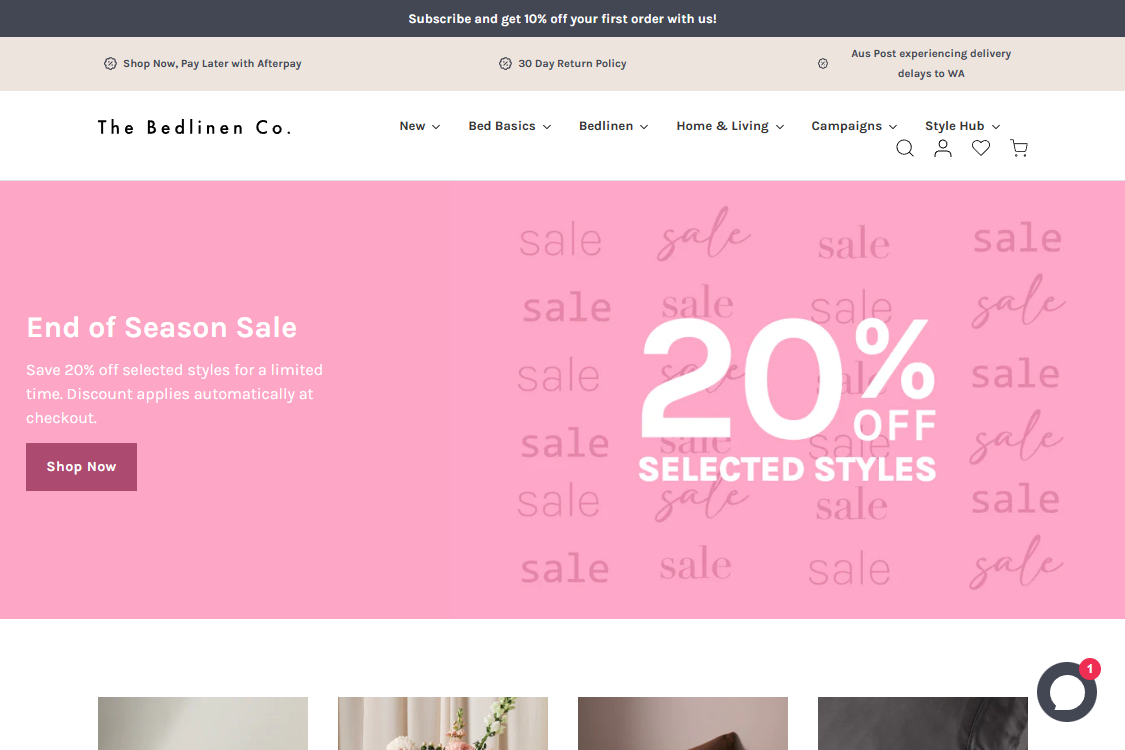 Subscribe and get 10% off your first order with us!
Shop Now, Pay Later with Afterpay
30 Day Return Policy
Aus Post experiencing delivery
delays to WA
The Bedlinen Co.
New
Bed Basics
Bedlinen
Home & Living
Campaigns
Style Hub
End of Season Sale
Save 20% off selected styles for a limited
time. Discount applies automatically at
checkout.
Shop Now
sale sale sale sale
sale sale sale sale
sale sale sale sale
sale sale sale sale
sale sale sale sale
sale sale sale sale
20%
OFF
SELECTED STYLES
1